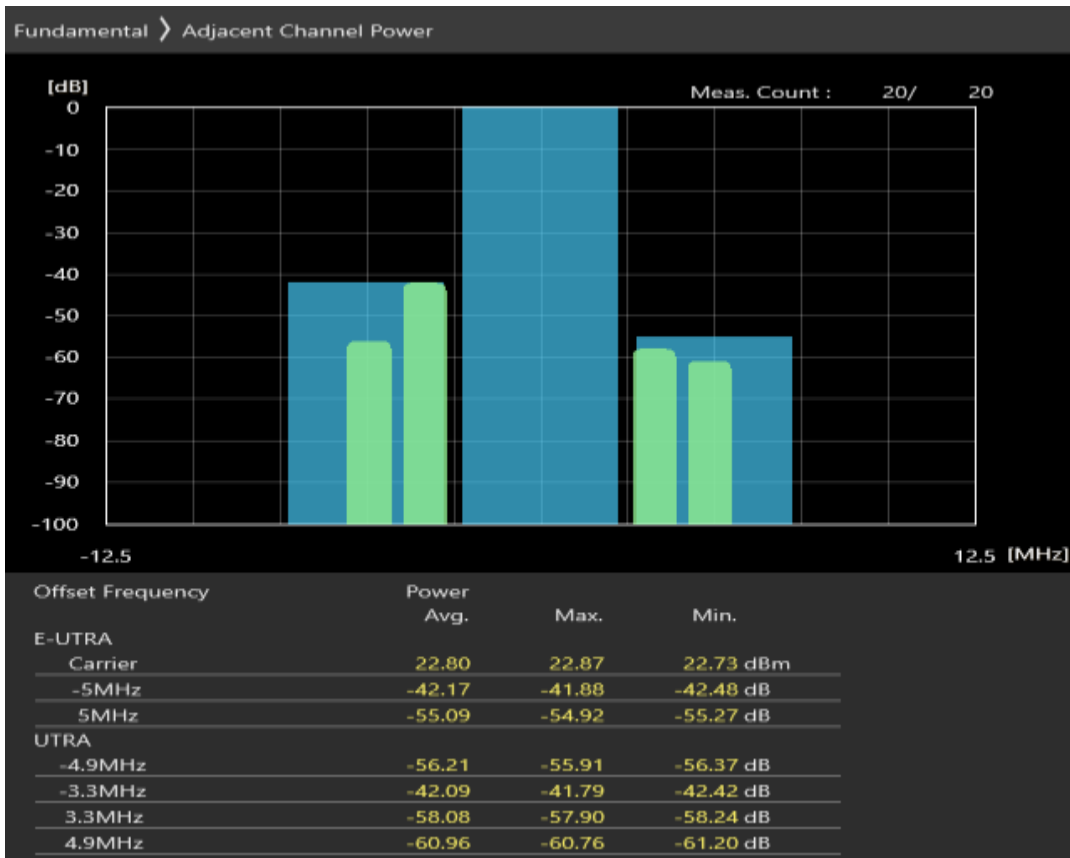 Fundamental 〉 Adjacent Channel Power
[dB]
Meas. Count : 20/ 20
0
-10
-20
-30
-40
-50
-60
-70
-80
-90
-100
-12.5 12.5 [MHz]
Offset Frequency Power
Avg. Max. Min.
E-UTRA
Carrier 22.80 22.87 22.73 dBm
-5MHz -42.17 -41.88 -42.48 dB
5MHz -55.09 -54.92 -55.27 dB
UTRA
-4.9MHz -56.21 -55.91 -56.37 dB
-3.3MHz -42.09 -41.79 -42.42 dB
3.3MHz -58.08 -57.90 -58.24 dB
4.9MHz -60.96 -60.76 -61.20 dB